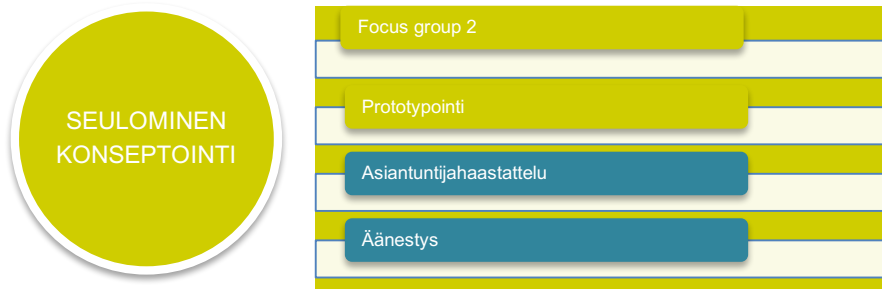 SEULOMINEN
KONSEPTOINTI
Focus group 2
Prototypointi
Asiantuntijahaastattelu
Äänestys